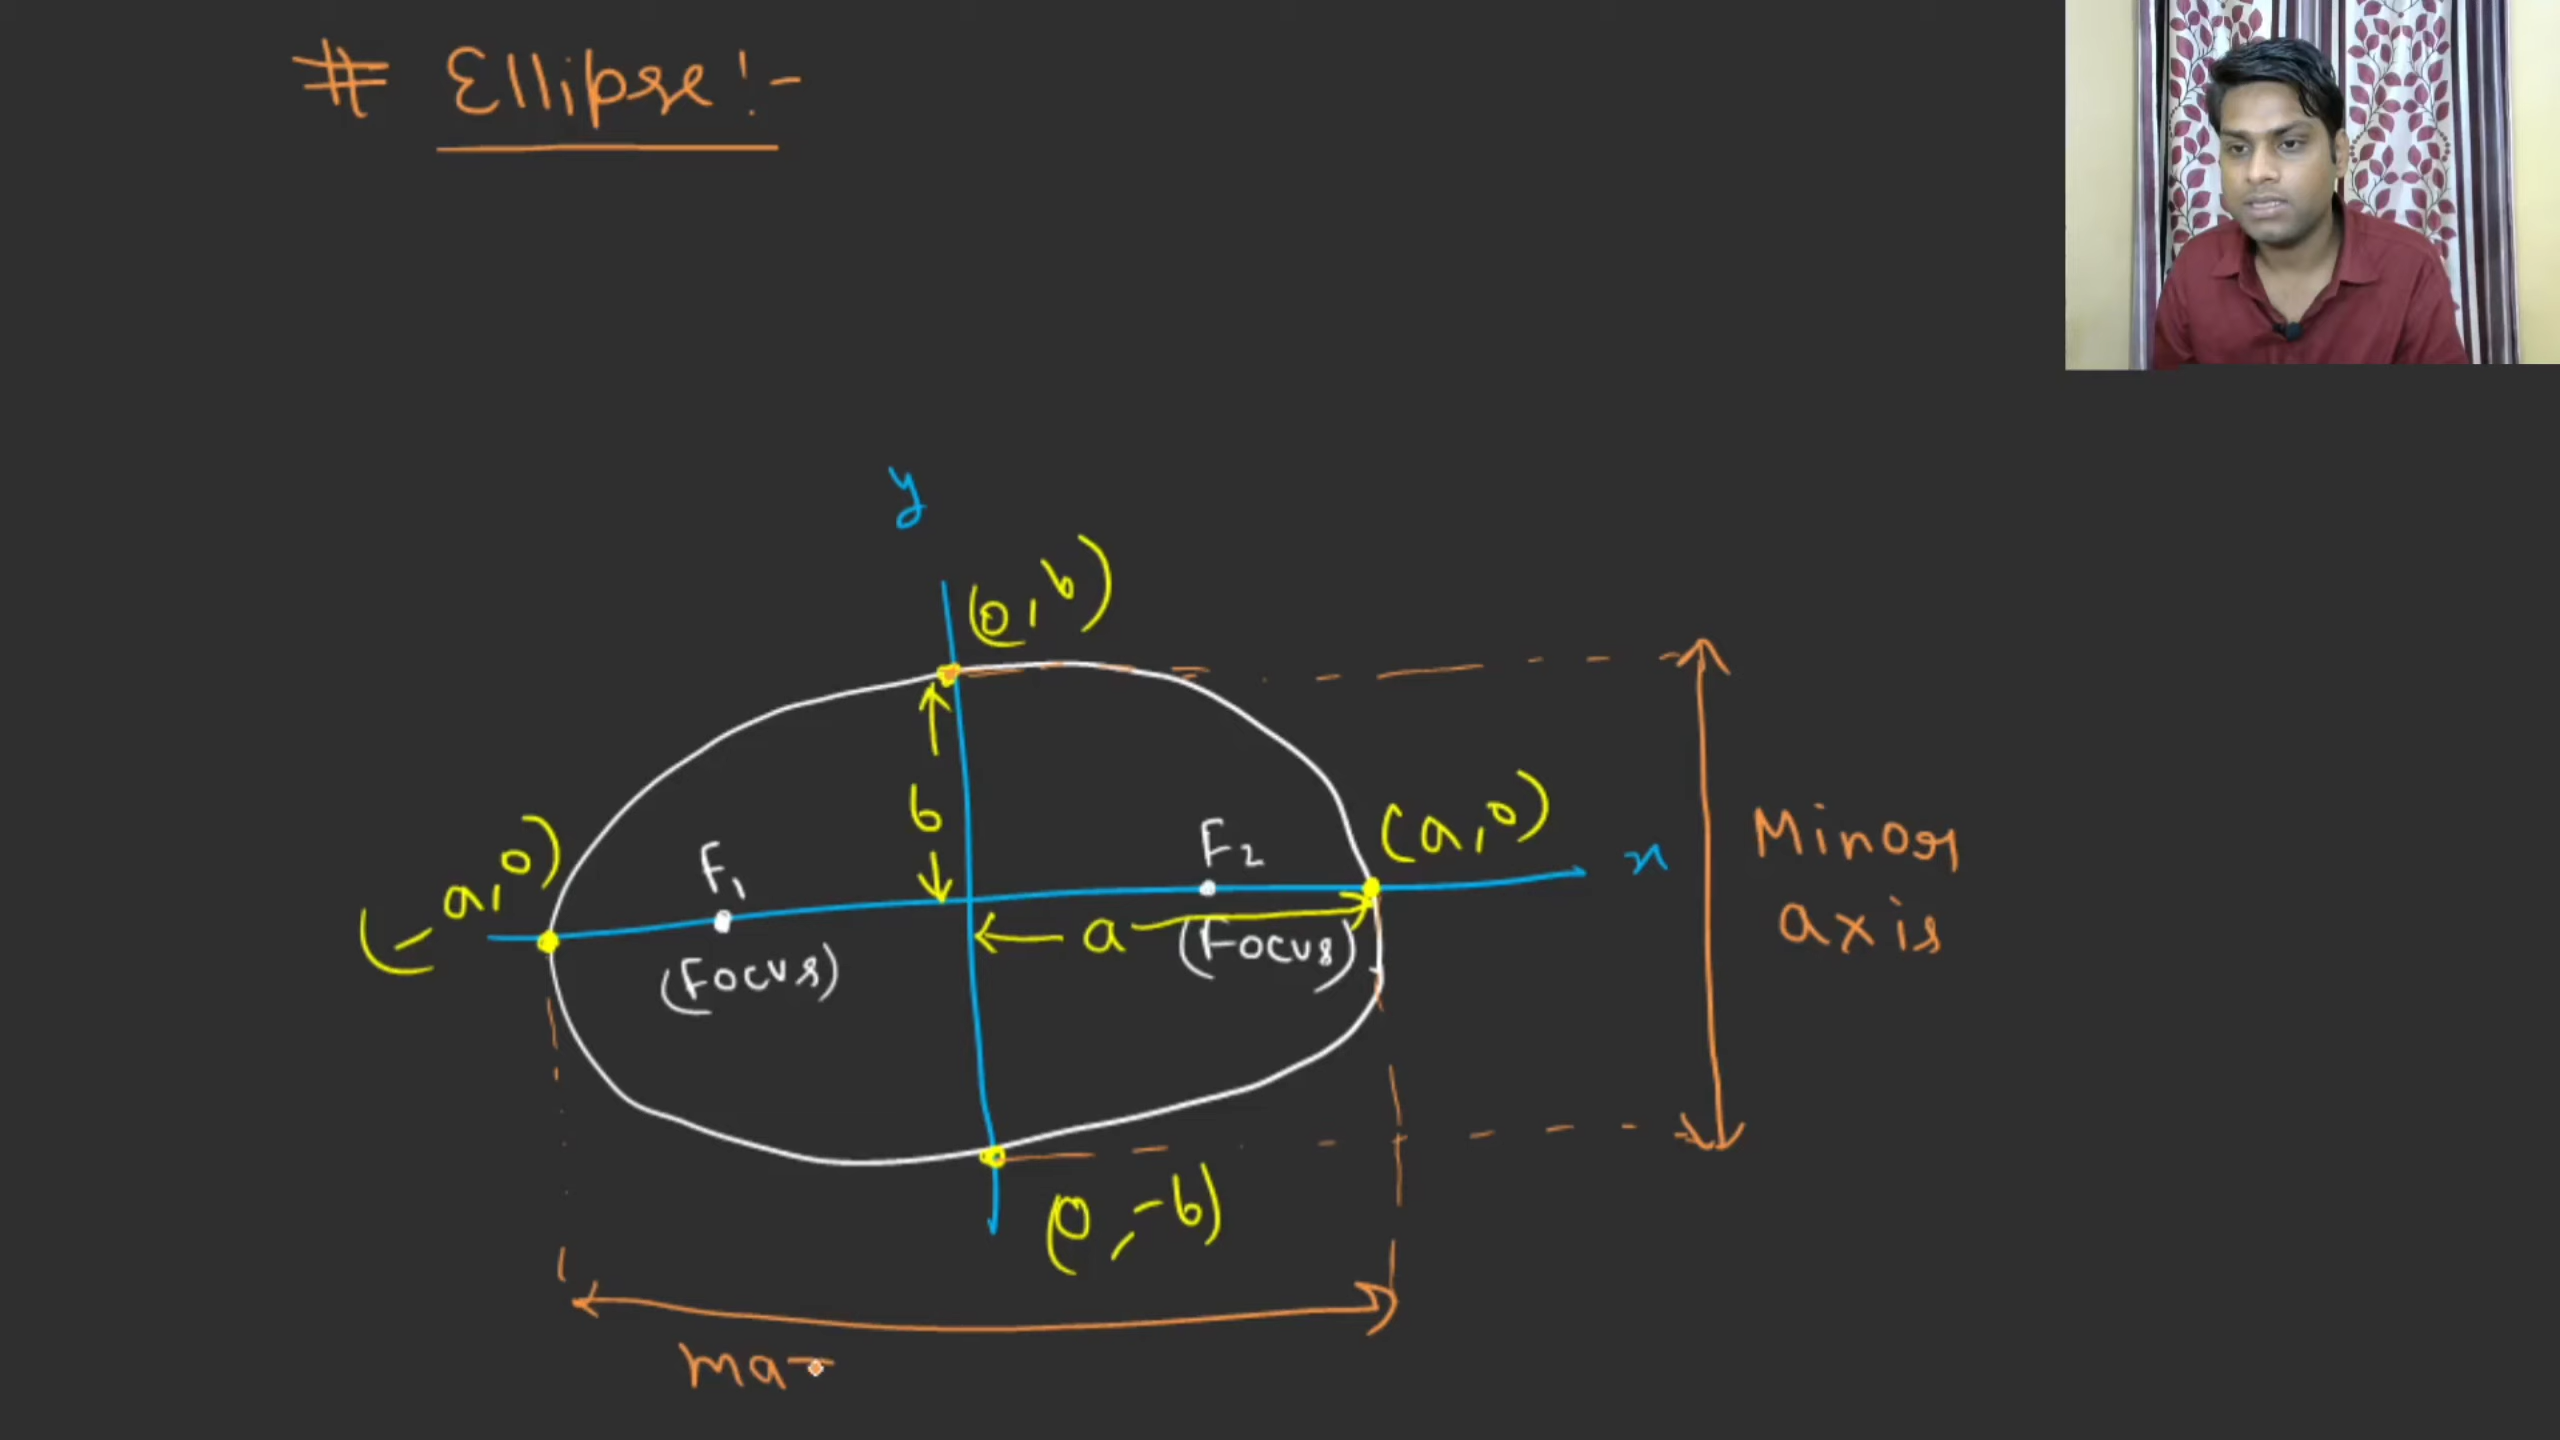 # Ellipse:-
y
(0,b)
b
(-a,0)
F1
F2
(a,0)
x
Minor
axis
a
(Focus)
(Focus)
(0,-b)
ma